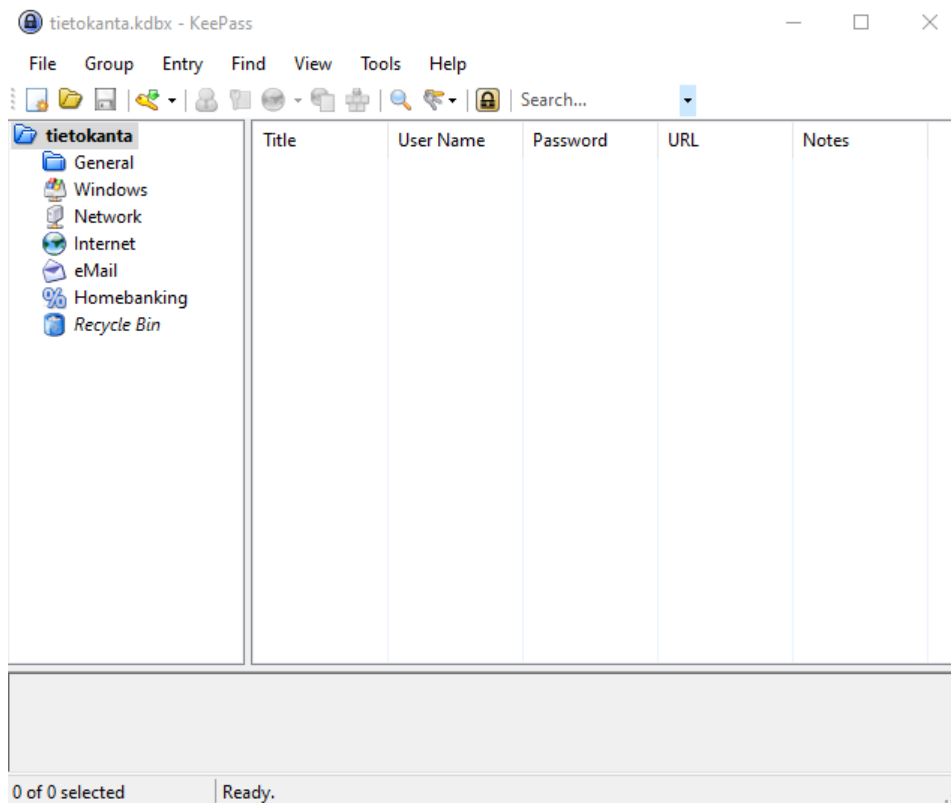 tietokanta.kdbx - KeePass
File Group Entry Find View Tools Help
Search...
tietokanta
General
Windows
Network
Internet
eMail
Homebanking
Recycle Bin
Title User Name Password URL Notes
0 of 0 selected Ready.